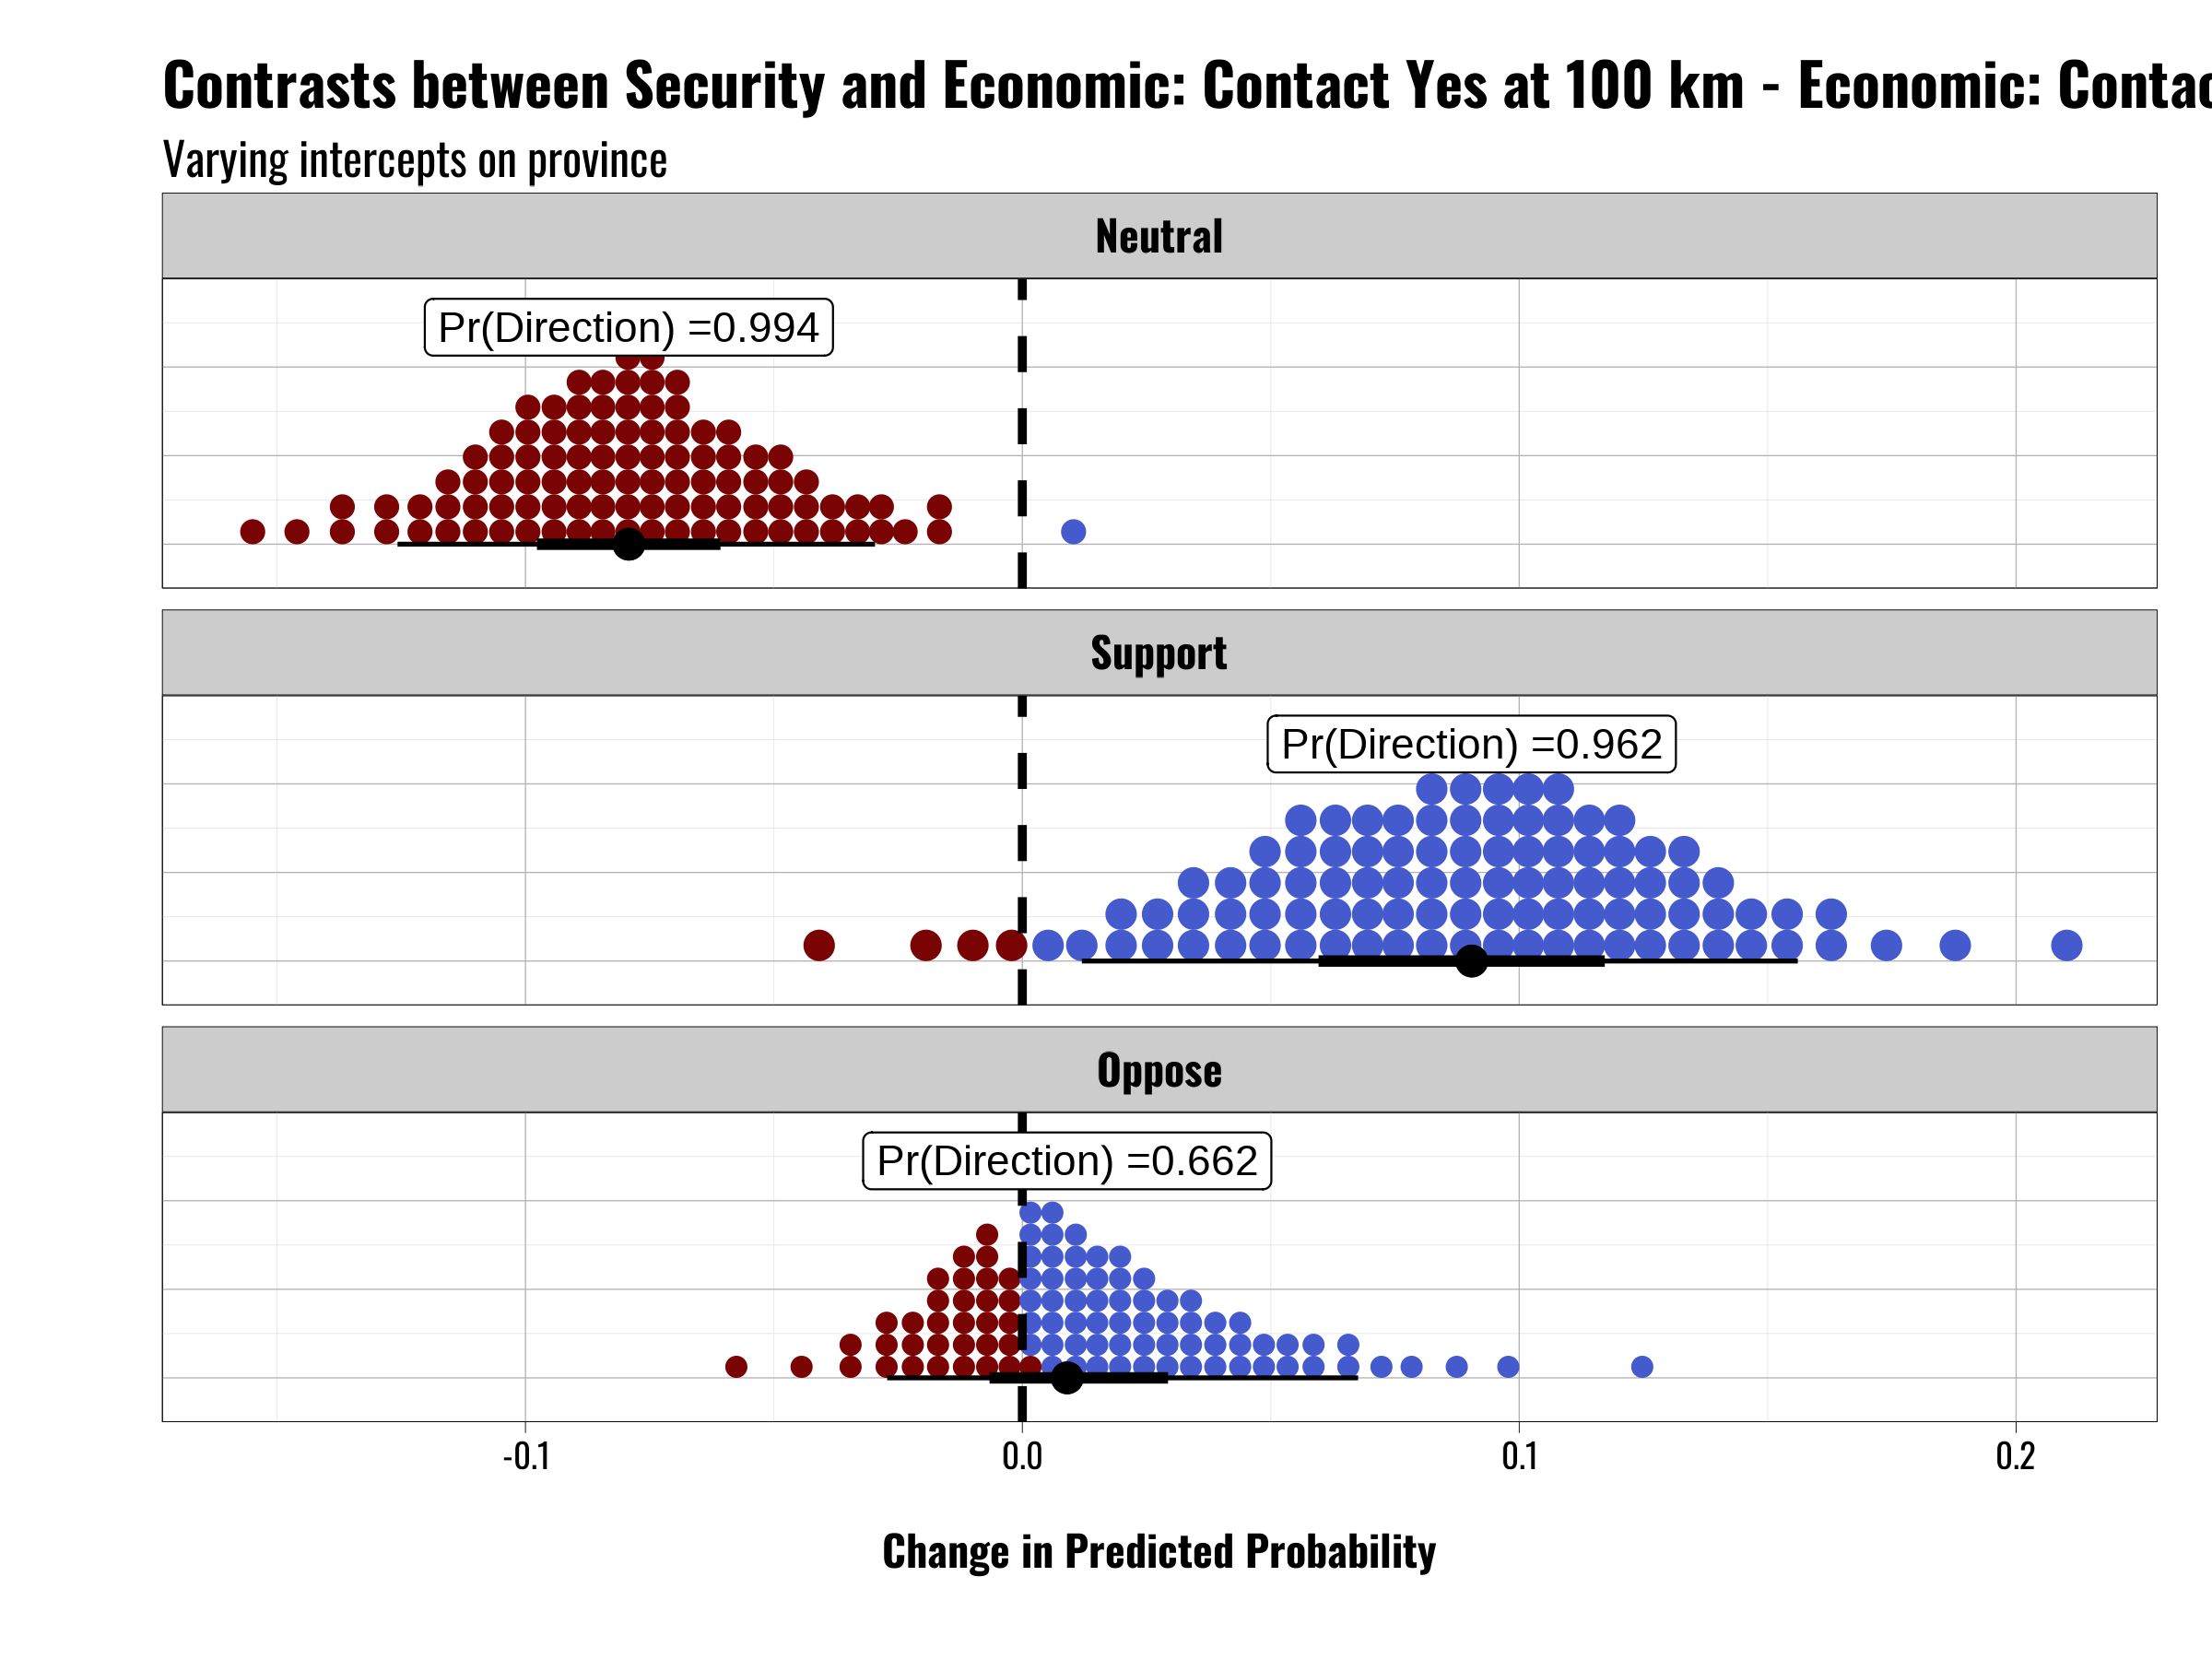 Contrasts between Security and Economic: Contact Yes at 100 km - Economic:
Varying intercepts on province
Neutral
Pr(Direction) =0.994
Support
Pr(Direction) =0.962
Oppose
Pr(Direction) =0.662
-0.1 0.0 0.1 0.2
Change in Predicted Probability